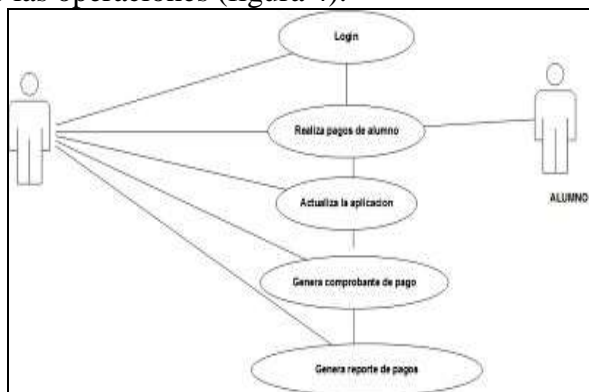 las operaciones (figura
Login
Realiza pagos de alumno
ALUMNO
Actualiza la aplicacion
Genera comprobante de pago
Genera reporte de pagos